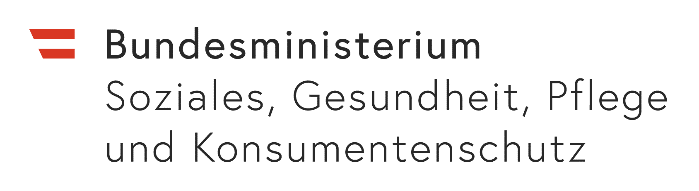 Bundesministerium
Soziales, Gesundheit, Pflege
und Konsumentenschutz